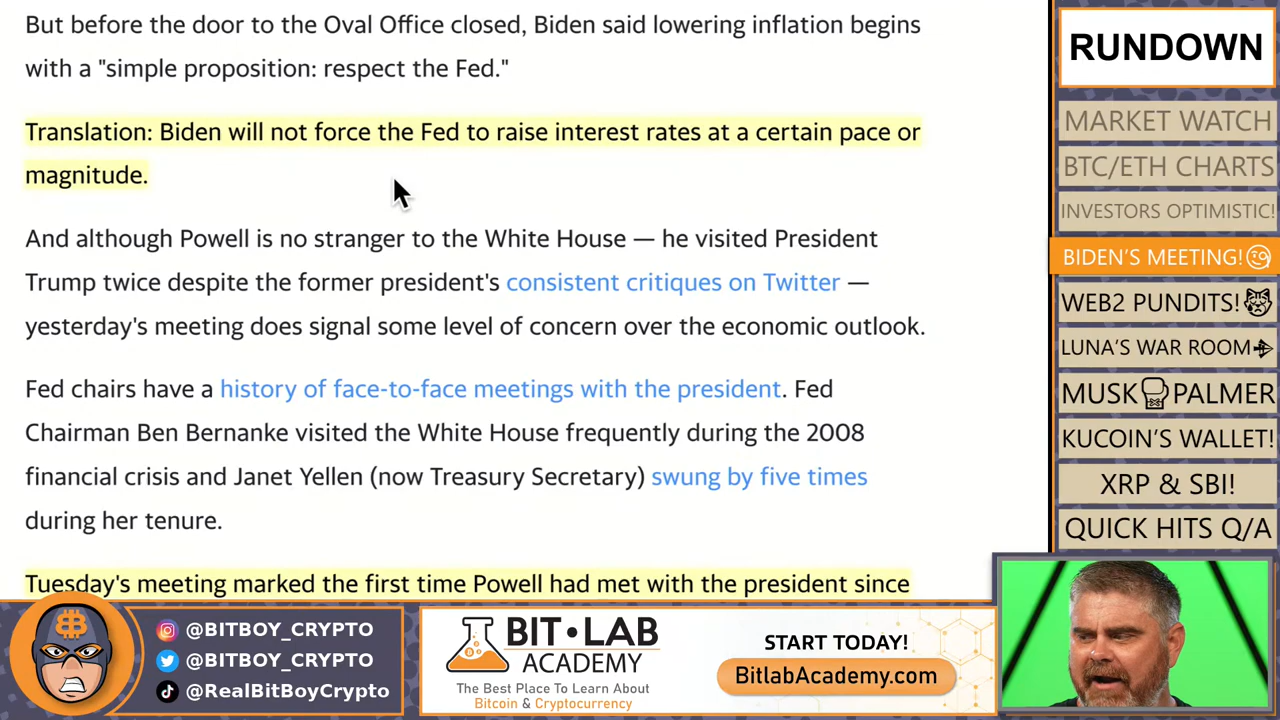 But before the door to the Oval Office closed, Biden said lowering inflation begins
with a "simple proposition: respect the Fed."
Translation: Biden will not force the Fed to raise interest rates at a certain pace or
magnitude.
And although Powell is no stranger to the White House — he visited President
Trump twice despite the former president's consistent critiques on Twitter —
yesterday's meeting does signal some level of concern over the economic outlook.
Fed chairs have a history of face-to-face meetings with the president. Fed
Chairman Ben Bernanke visited the White House frequently during the 2008
financial crisis and Janet Yellen (now Treasury Secretary) swung by five times
during her tenure.
Tuesday's meeting marked the first time Powell had met with the president since
RUNDOWN
MARKET WATCH
BTC/ETH CHARTS
INVESTORS OPTIMISTIC!
BIDEN'S MEETING!
WEB2 PUNDITS!
LUNA'S WAR ROOM
MUSK PALMER
KUCOIN'S WALLET!
XRP & SBI!
QUICK HITS Q/A
@BITBOY_CRYPTO
@BITBOY_CRYPTO
@RealBitBoyCrypto
BIT•LAB
ACADEMY
The Best Place To Learn About
Bitcoin & Cryptocurrency
START TODAY!
BitlabAcademy.com